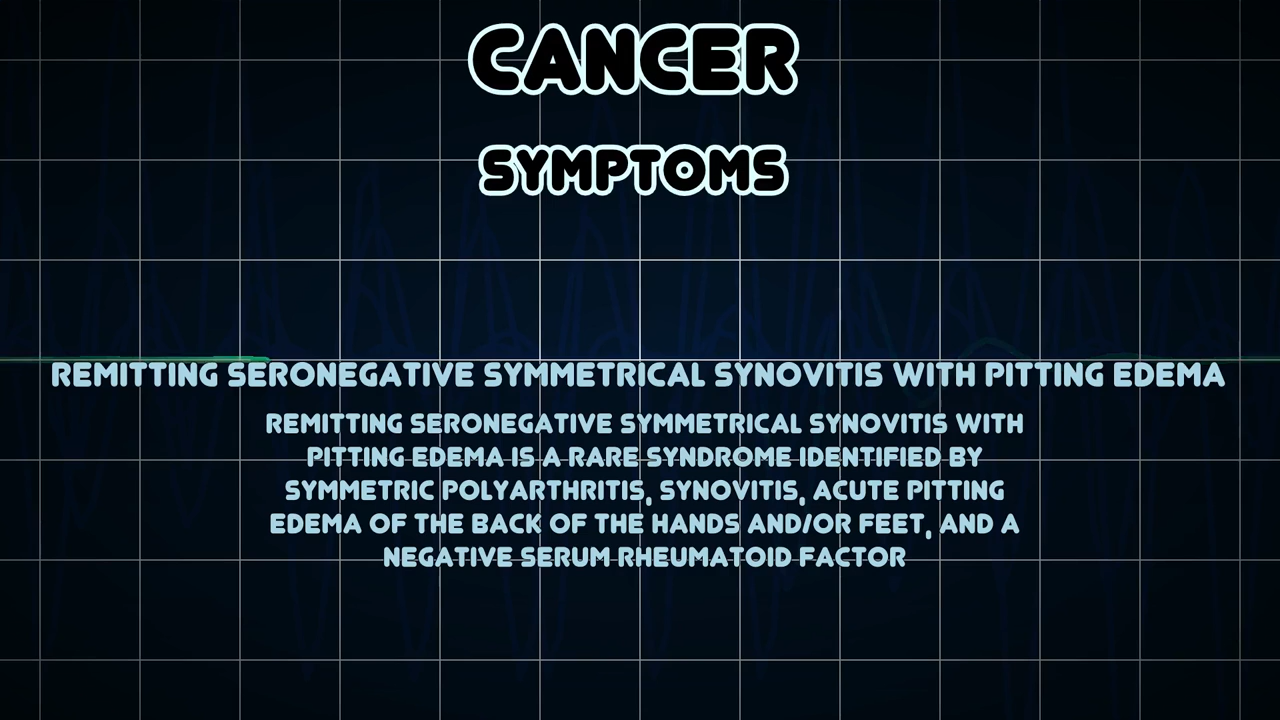 CANCER
SYMPTOMS
REMITTING SERONEGATIVE SYMMETRICAL SYNOVITIS WITH PITTING EDEMA
REMITTING SERONEGATIVE SYMMETRICAL SYNOVITIS WITH
PITTING EDEMA IS A RARE SYNDROME IDENTIFIED BY
SYMMETRIC POLYARTHRITIS, SYNOVITIS, ACUTE PITTING
EDEMA OF THE BACK OF THE HANDS AND/OR FEET, AND A
NEGATIVE SERUM RHEUMATOID FACTOR